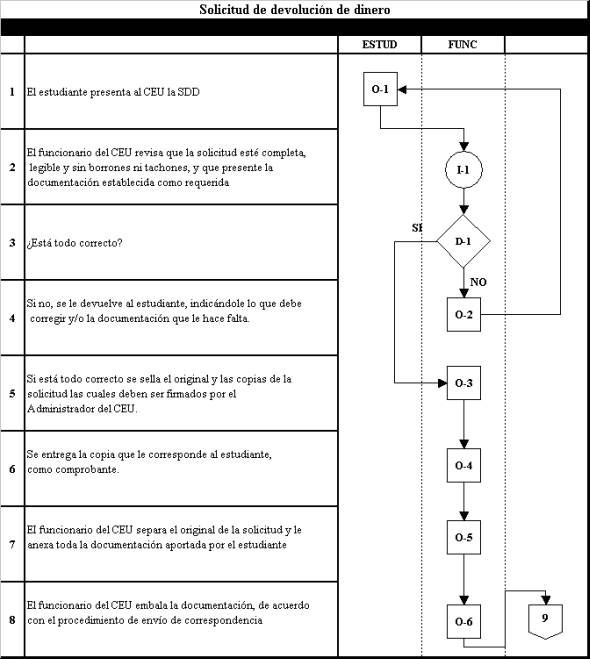 Solicitud de devolución de dinero
ESTUD FUNC
1 El estudiante presenta al CEU la SDD
O-1
2 El funcionario del CEU revisa que la solicitud esté completa,
legible y sin borrones ni tachones, y que presente la
documentación establecida como requerida
I-1
3 ¿Está todo correcto?
SI
D-1
NO
4 Si no, se le devuelve al estudiante, indicándole lo que debe
corregir y/o la documentación que le hace falta.
O-2
5 Si está todo correcto se sella el original y las copias de la
solicitud las cuales deben ser firmados por el
Administrador del CEU.
O-3
6 Se entrega la copia que le corresponde al estudiante,
como comprobante.
O-4
7 El funcionario del CEU separa el original de la solicitud y le
anexa toda la documentación aportada por el estudiante
O-5
8 El funcionario del CEU embala la documentación, de acuerdo
con el procedimiento de envío de correspondencia
O-6
9